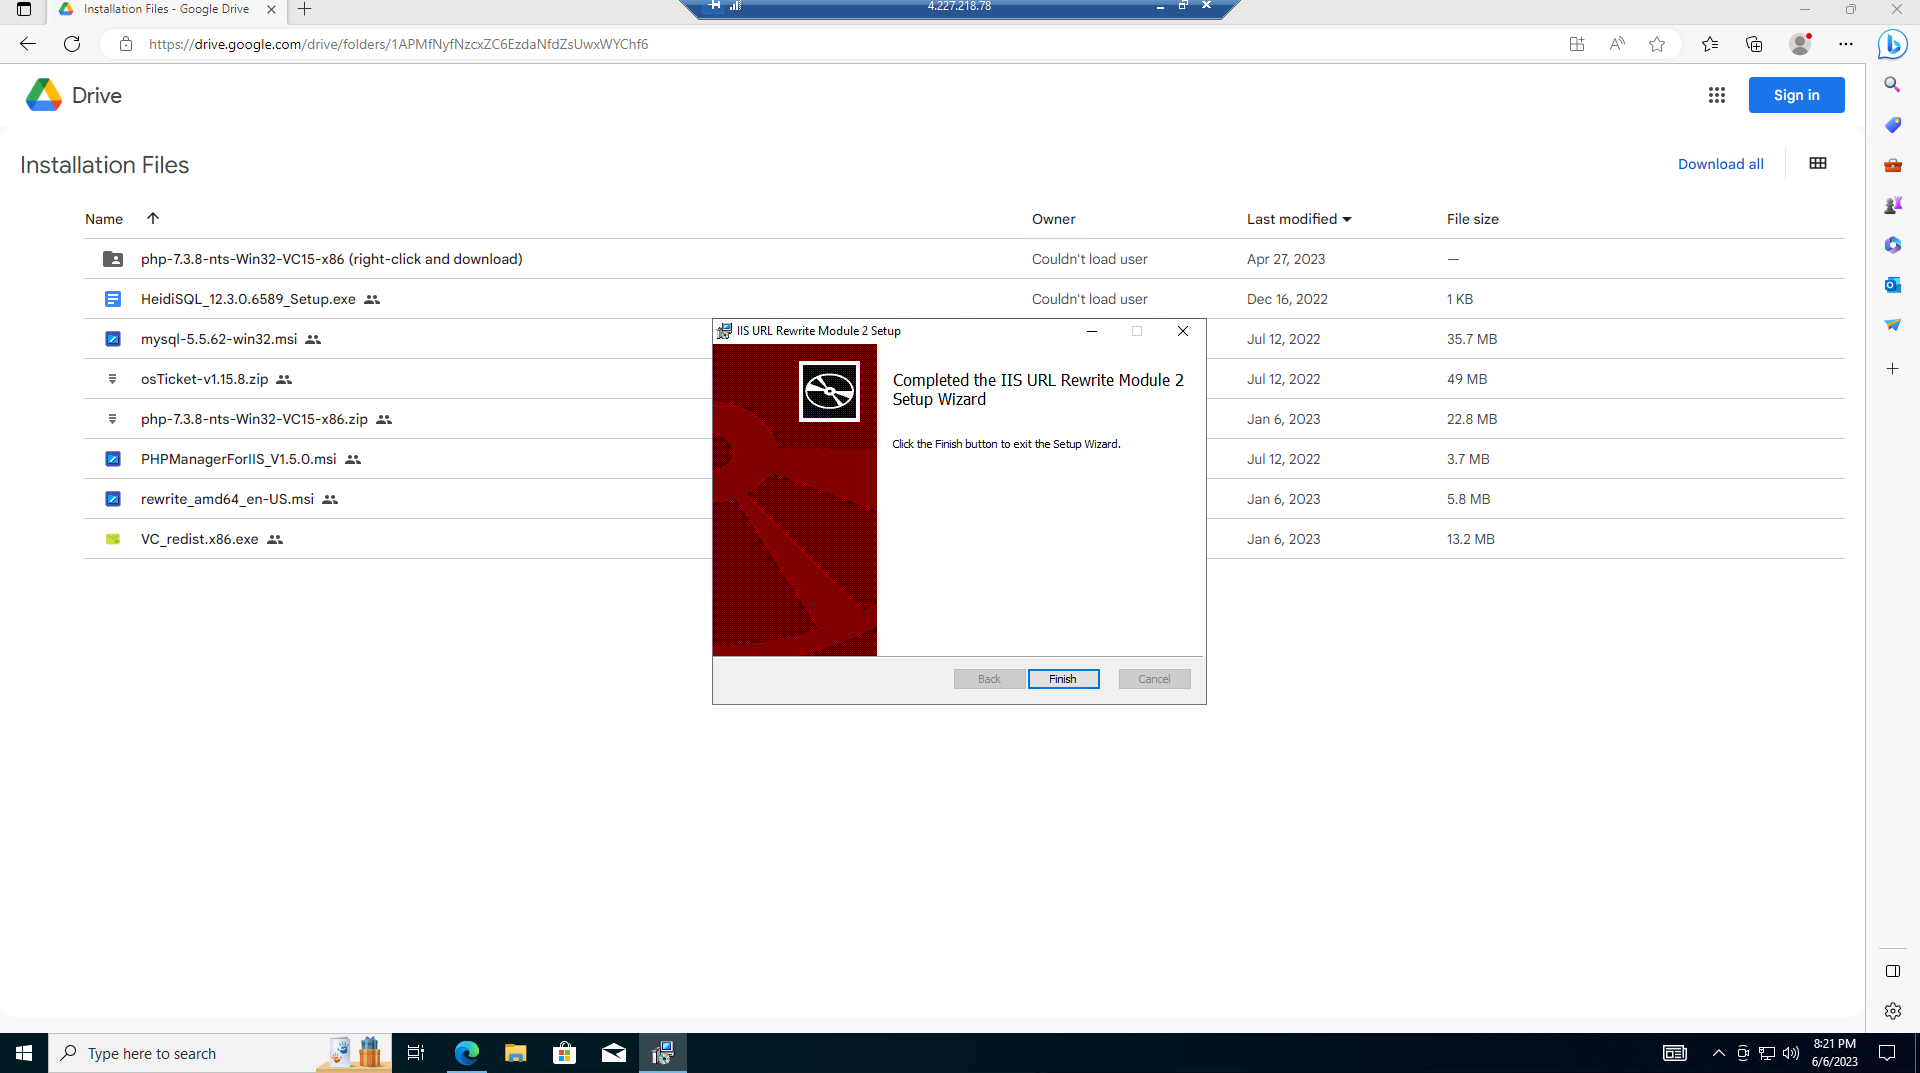 Installation Files - Google Drive
4.227.218.78
https://drive.google.com/drive/folders/1APMfNyfNzcxZC6EzdaNfdZsUwxWYChf6
Drive
Sign in
Installation Files
Download all
Name Owner Last modified File size
php-7.3.8-nts-Win32-VC15-x86 (right-click and download) Couldn't load user Apr 27, 2023 —
HeidiSQL_12.3.0.6589_Setup.exe Couldn't load user Dec 16, 2022 1 KB
IIS URL Rewrite Module 2 Setup
mysql-5.5.62-win32.msi Jul 12, 2022 35.7 MB
osTicket-v1.15.8.zip Jul 12, 2022 49 MB
Completed the IIS URL Rewrite Module 2
Setup Wizard
php-7.3.8-nts-Win32-VC15-x86.zip Jan 6, 2023 22.8 MB
Click the Finish button to exit the Setup Wizard.
PHPManagerForIIS_V1.5.0.msi Jul 12, 2022 3.7 MB
rewrite_amd64_en-US.msi Jan 6, 2023 5.8 MB
VC_redist.x86.exe Jan 6, 2023 13.2 MB
Back Finish Cancel
Type here to search
8:21 PM
6/6/2023